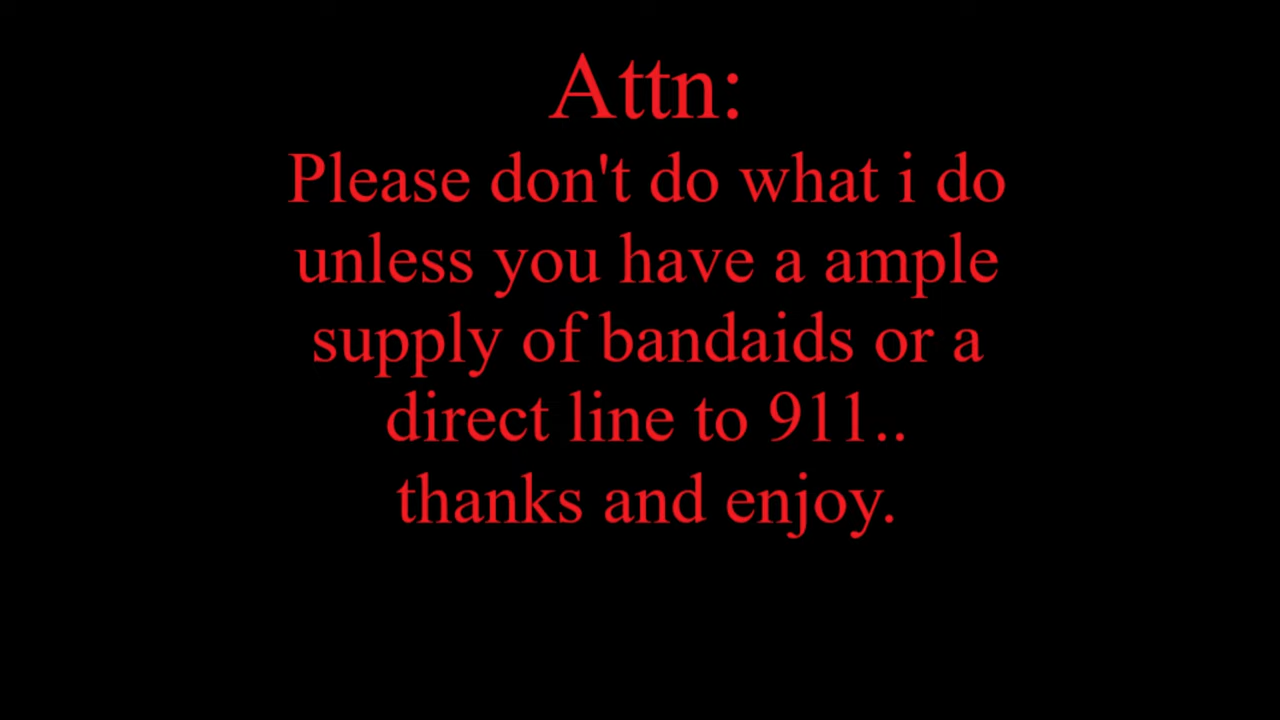 Attn:
Please don't do what i do
unless you have a ample
supply of bandaids or a
direct line to 911..
thanks and enjoy.